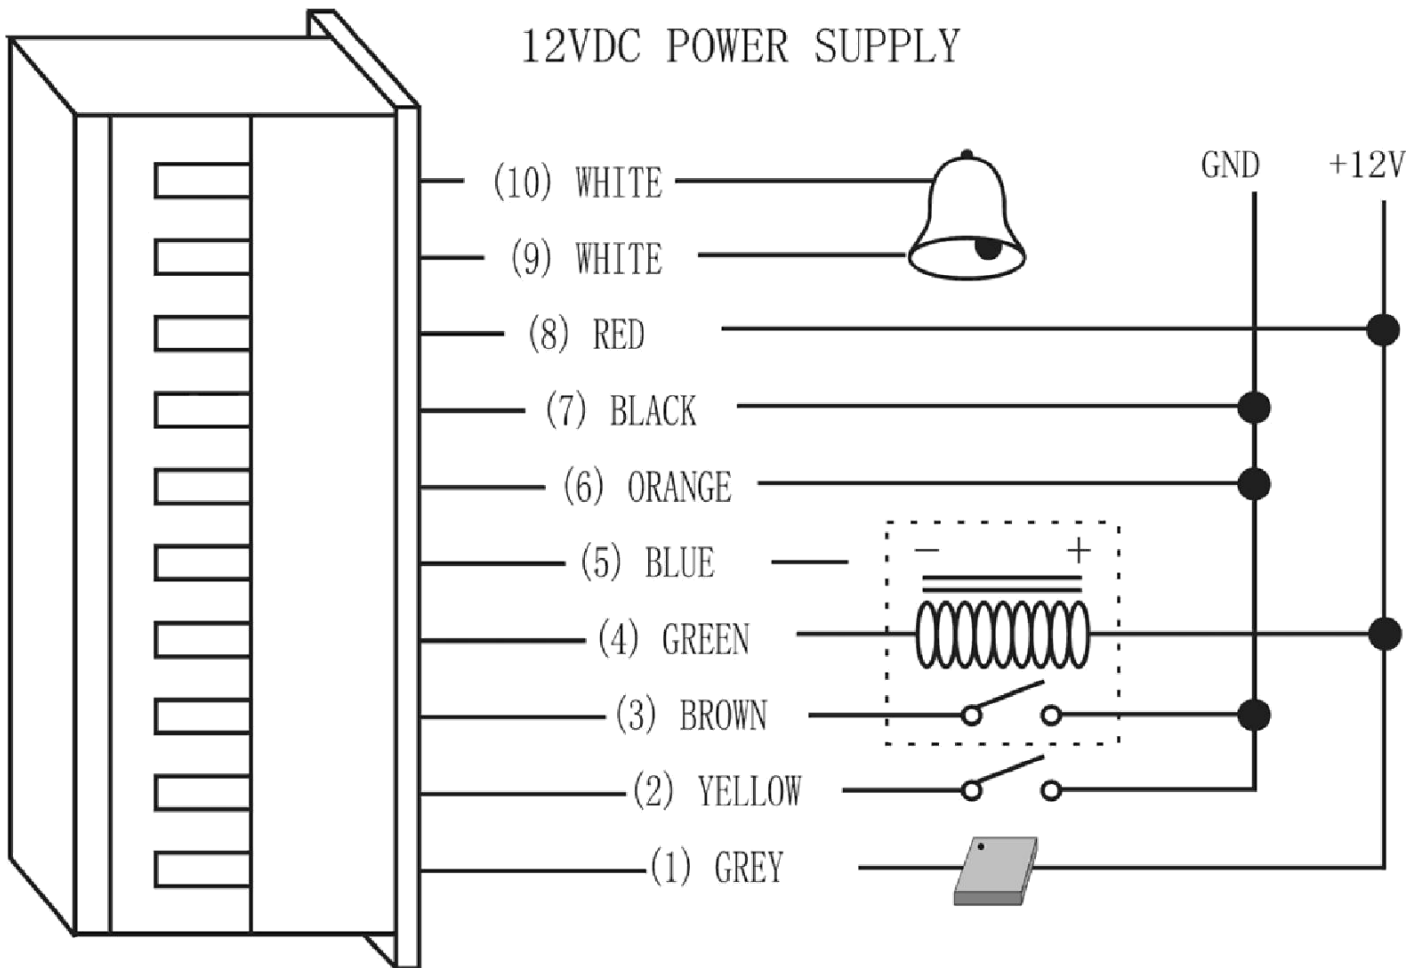 12VDC POWER SUPPLY
GND +12V
(10) WHITE
(9) WHITE
(8) RED
(7) BLACK
(6) ORANGE
(5) BLUE
− +
(4) GREEN
(3) BROWN
(2) YELLOW
(1) GREY